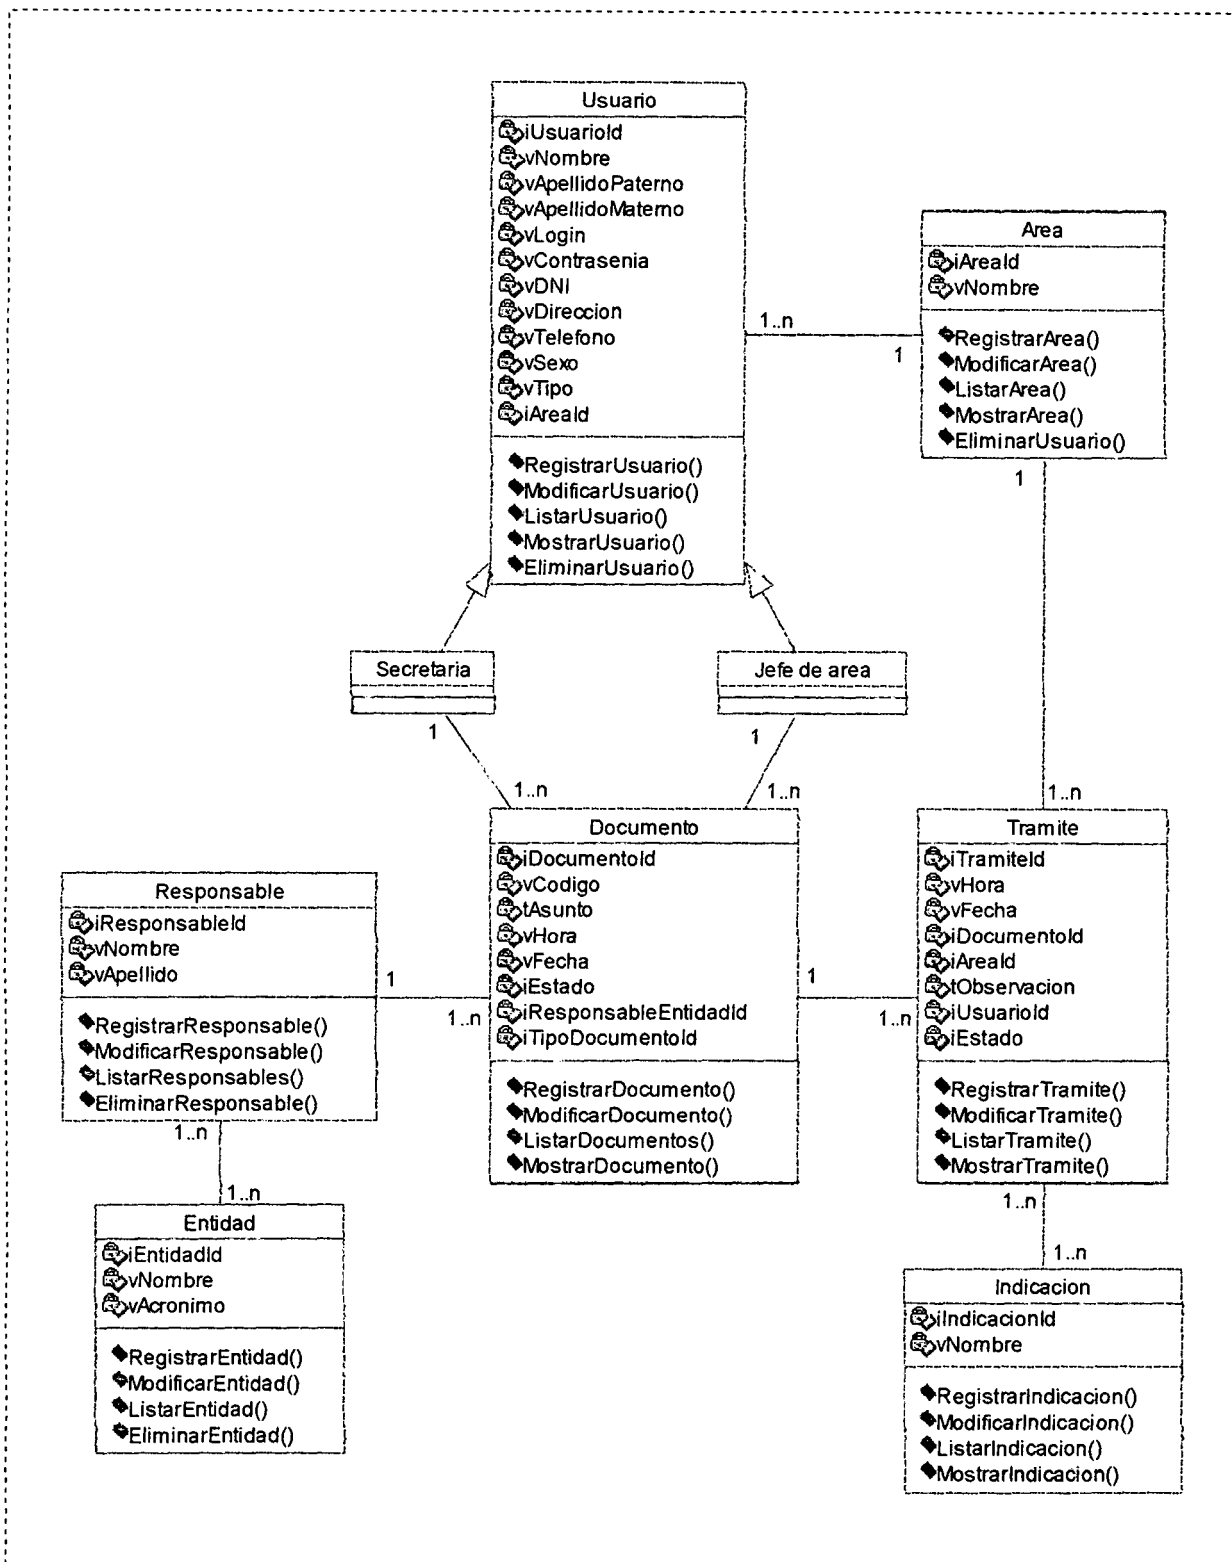 Usuario
iUsuarioId
vNombre
vApellidoPaterno
vApellidoMaterno
vLogin
vContrasenia
vDNI
vDireccion
vTelefono
vSexo
vTipo
iAreaId
RegistrarUsuario()
ModificarUsuario()
ListarUsuario()
MostrarUsuario()
EliminarUsuario()
Area
iAreaId
vNombre
RegistrarArea()
ModificarArea()
ListarArea()
MostrarArea()
EliminarUsuario()
1..n
1
1
1..n
Secretaria
Jefe de area
1
1
1..n
1..n
Documento
iDocumentoId
vCodigo
tAsunto
vHora
vFecha
iEstado
iResponsableEntidadId
iTipoDocumentoId
RegistrarDocumento()
ModificarDocumento()
ListarDocumentos()
MostrarDocumento()
Tramite
iTramiteId
vHora
vFecha
iDocumentoId
iAreaId
tObservacion
iUsuarioId
iEstado
RegistrarTramite()
ModificarTramite()
ListarTramite()
MostrarTramite()
Responsable
iResponsableId
vNombre
vApellido
RegistrarResponsable()
ModificarResponsable()
ListarResponsables()
EliminarResponsable()
1
1..n
1
1..n
1..n
1..n
Entidad
iEntidadId
vNombre
vAcronimo
RegistrarEntidad()
ModificarEntidad()
ListarEntidad()
EliminarEntidad()
1..n
1..n
Indicacion
iIndicacionId
vNombre
RegistrarIndicacion()
ModificarIndicacion()
ListarIndicacion()
MostrarIndicacion()